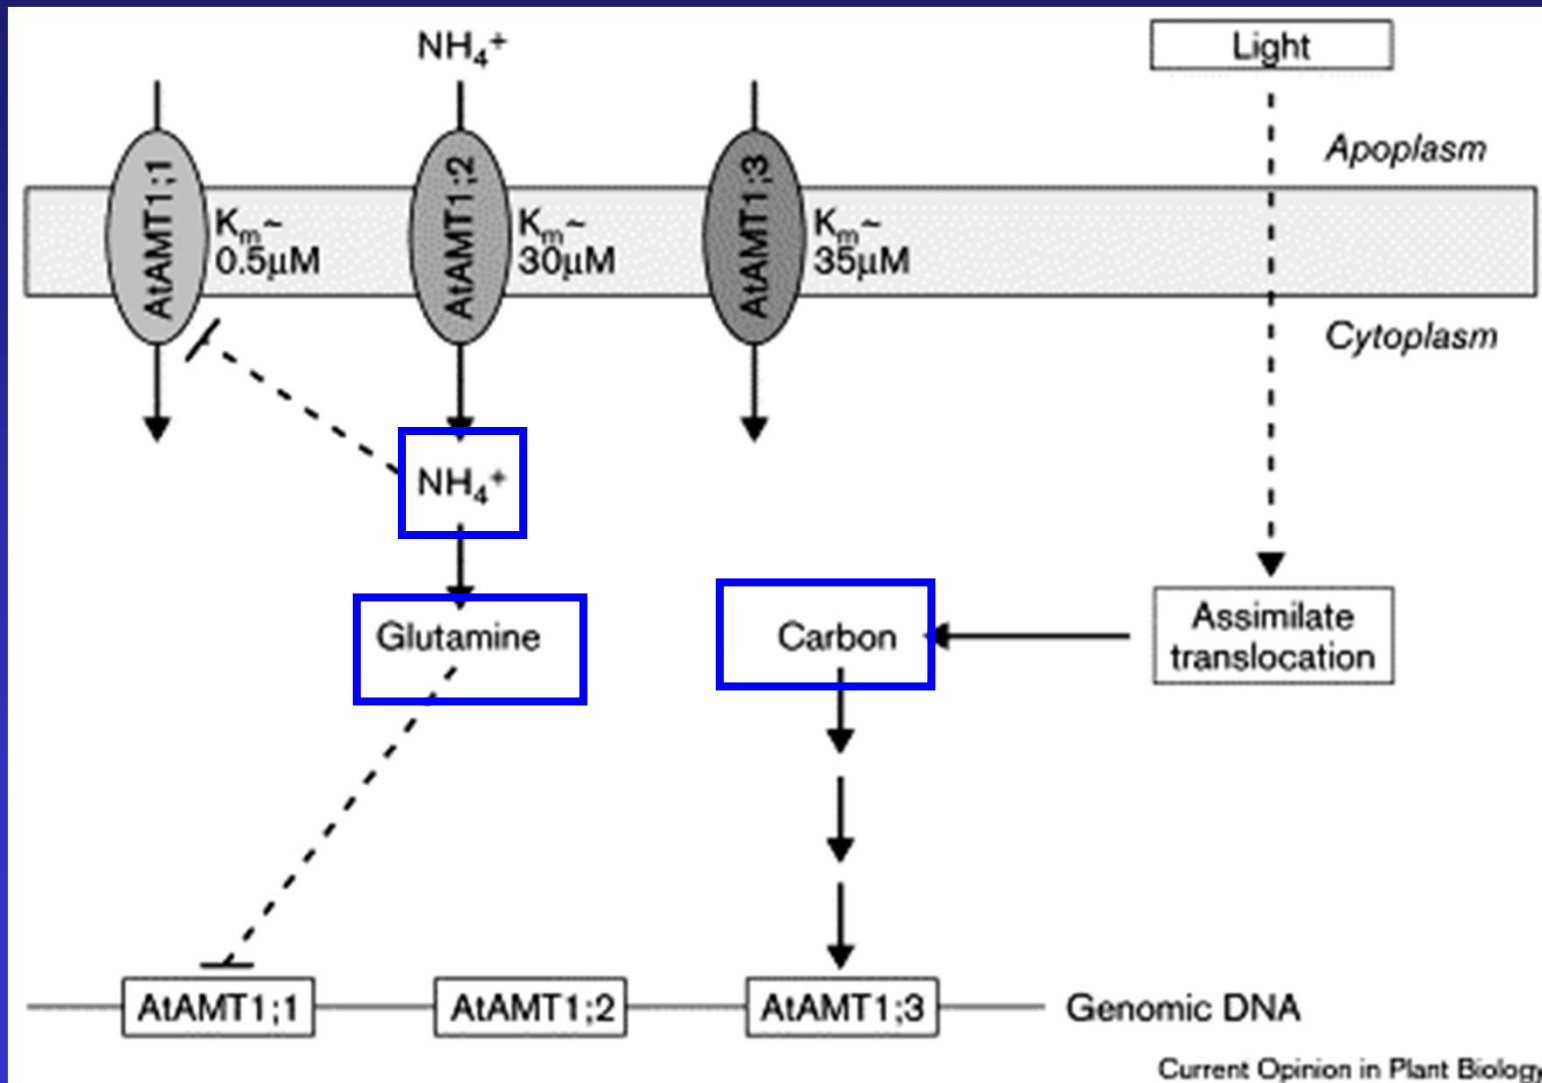 NH₄⁺
Light
Apoplasm
AtAMT1;1
Kₘ~
0.5μM
AtAMT1;2
Kₘ~
30μM
AtAMT1;3
Kₘ~
35μM
Cytoplasm
NH₄⁺
Glutamine
Carbon
Assimilate
translocation
AtAMT1;1
AtAMT1;2
AtAMT1;3
Genomic DNA
Current Opinion in Plant Biology